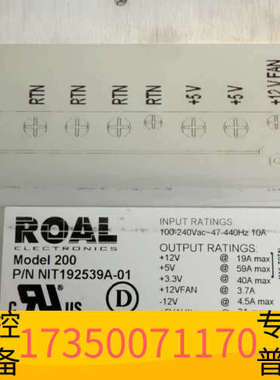 RTN RTN RTN RTN +5V +5V +12VFAN
ROAL
ELECTRONICS
Model 200
P/N NIT192539A-01
INPUT RATINGS:
100-240Vac~47-440Hz 10A
OUTPUT RATINGS:
+12V @ 19A max
+5V @ 59A max
+3.3V @ 40A max
+12VFAN @ 3.7A
-12V @ 4.5A max
C UL US
D
控
备
17350071170